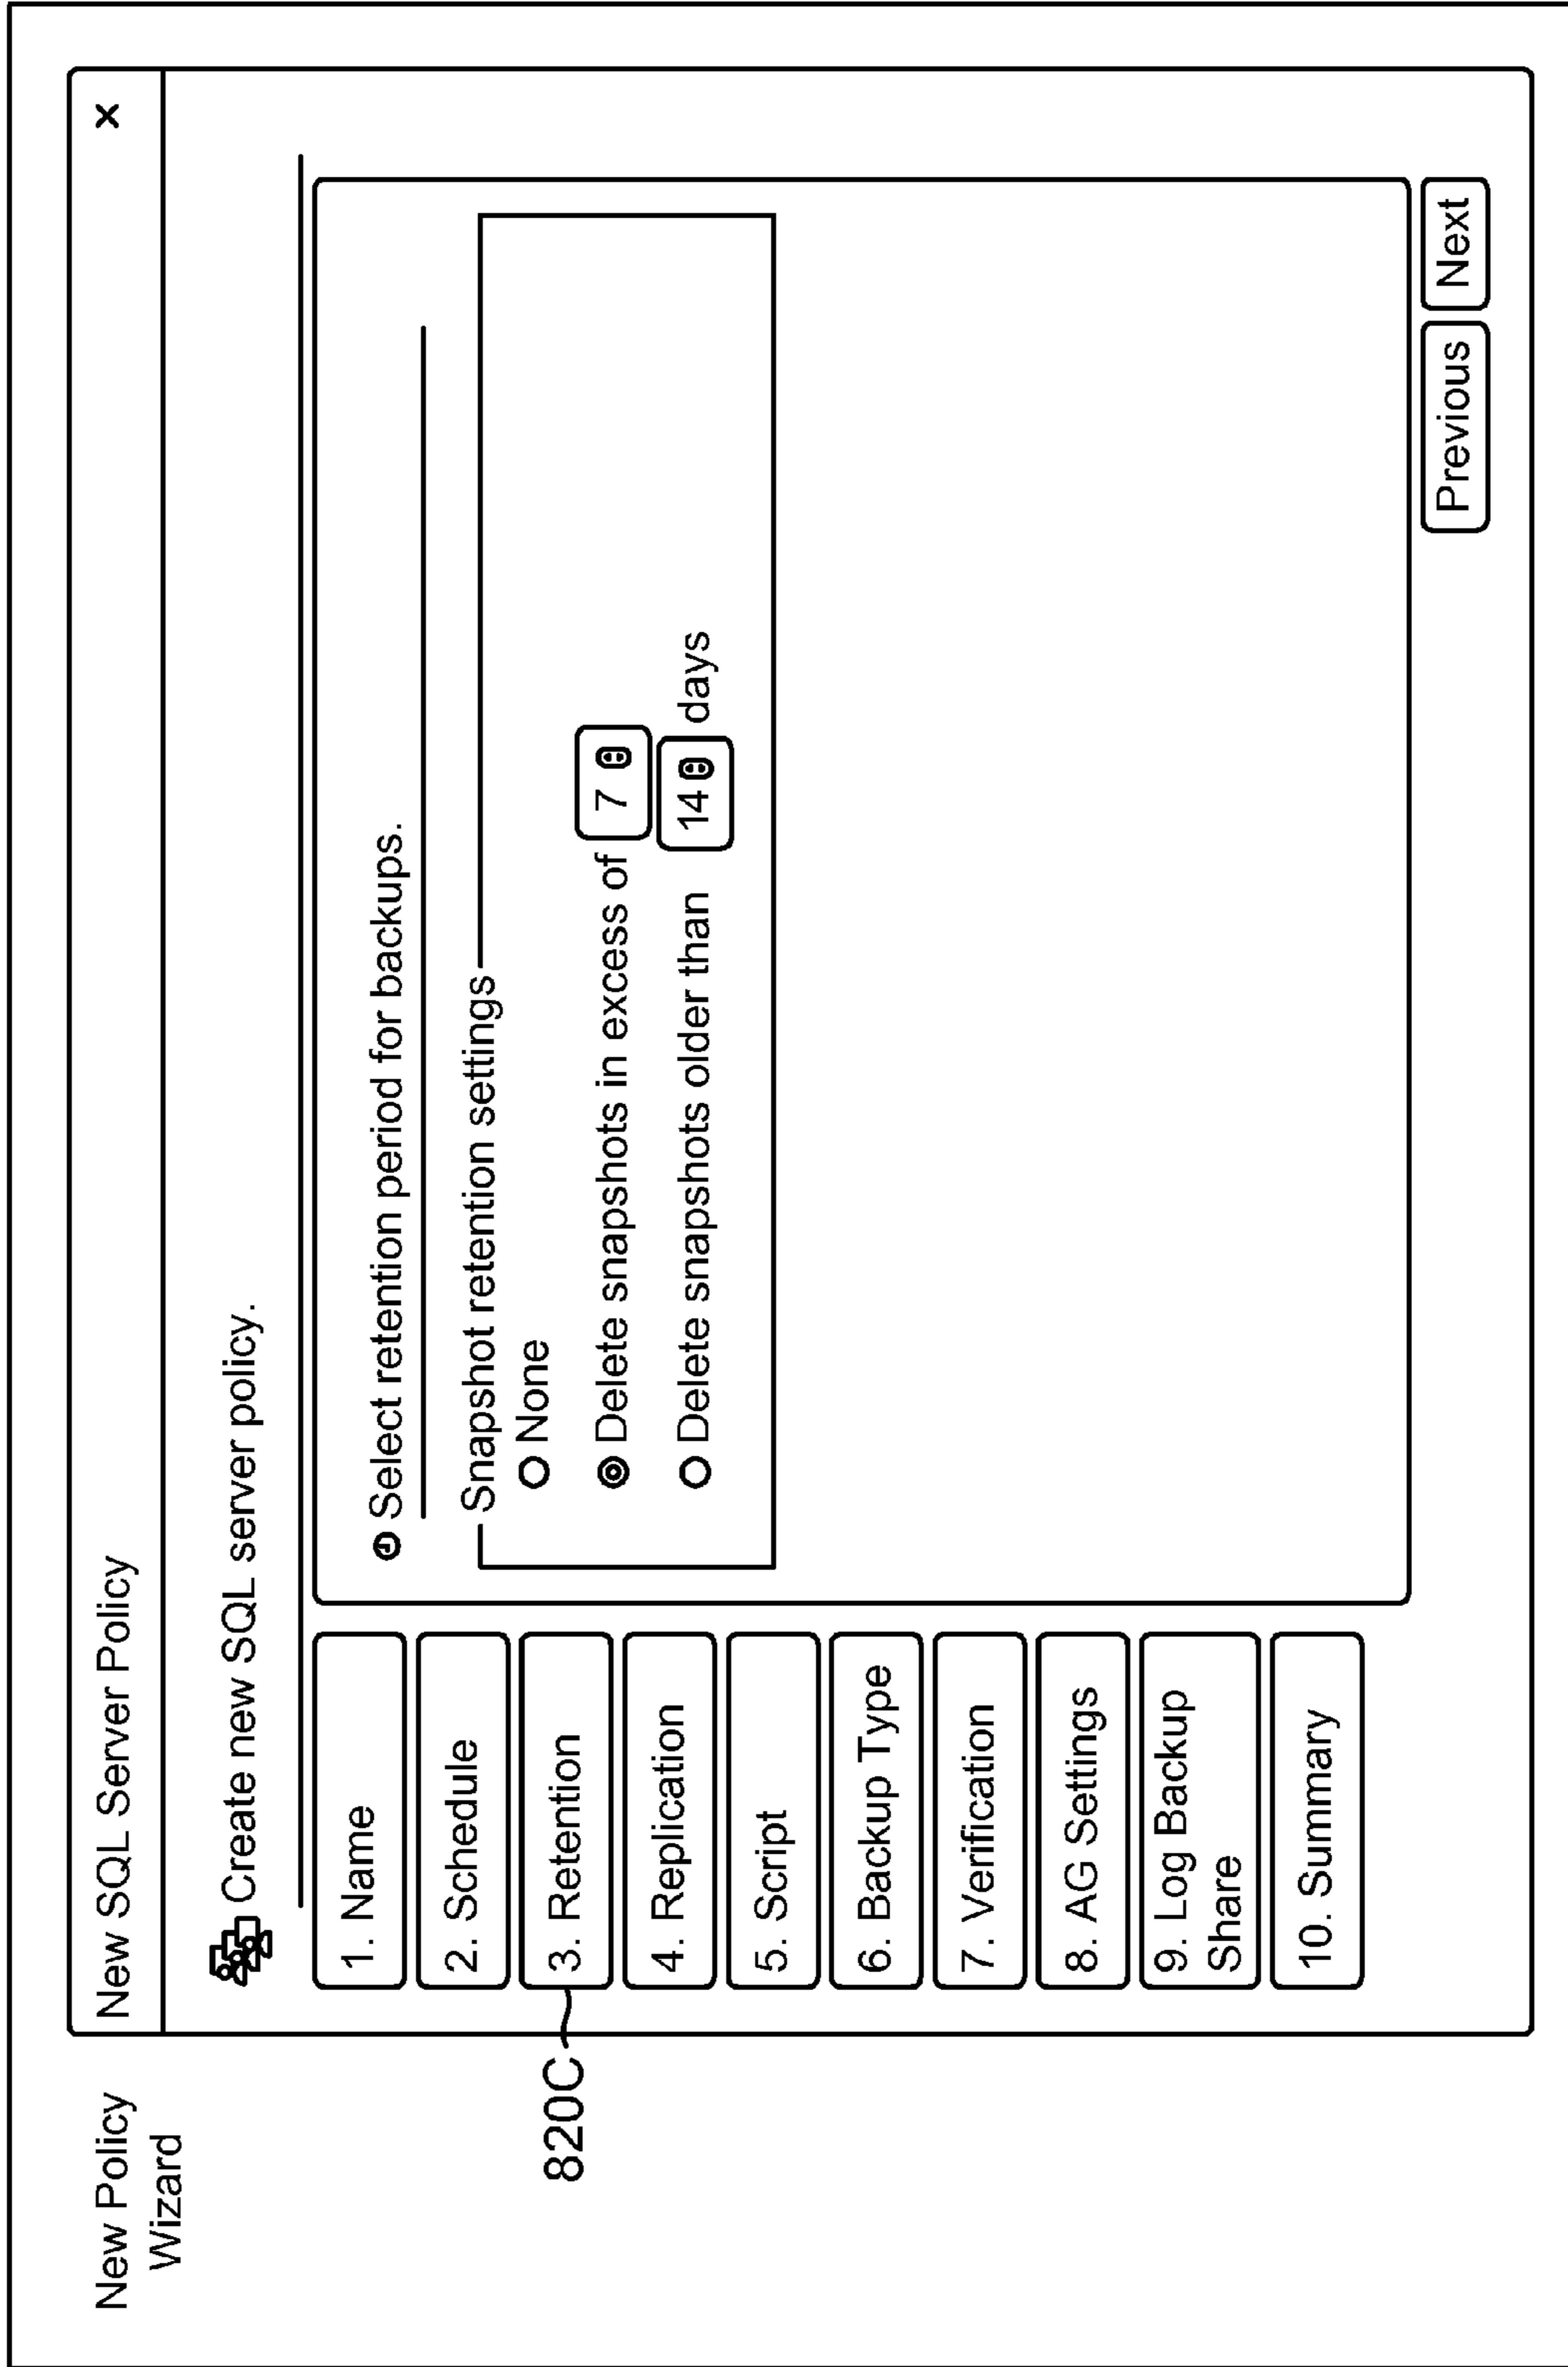 New Policy
Wizard
New SQL Server Policy
x
Create new SQL server policy.
1. Name
2. Schedule
3. Retention
4. Replication
5. Script
6. Backup Type
7. Verification
8. AG Settings
9. Log Backup
Share
10. Summary
820C
Select retention period for backups.
Snapshot retention settings
None
Delete snapshots in excess of 7
Delete snapshots older than 14 days
Previous Next